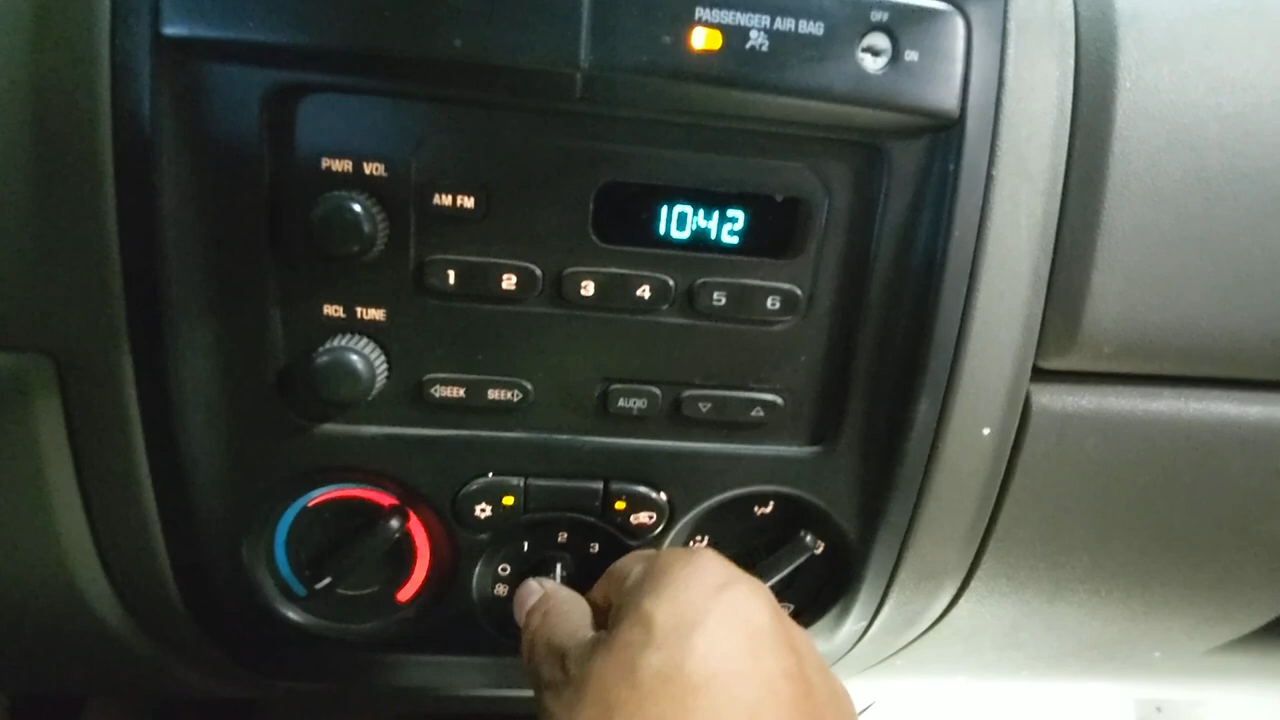 PASSENGER AIR BAG
OFF
2
ON
PWR VOL
AM FM
10:42
1 2 3 4 5 6
RCL TUNE
SEEK SEEK
AUDIO
1 2 3